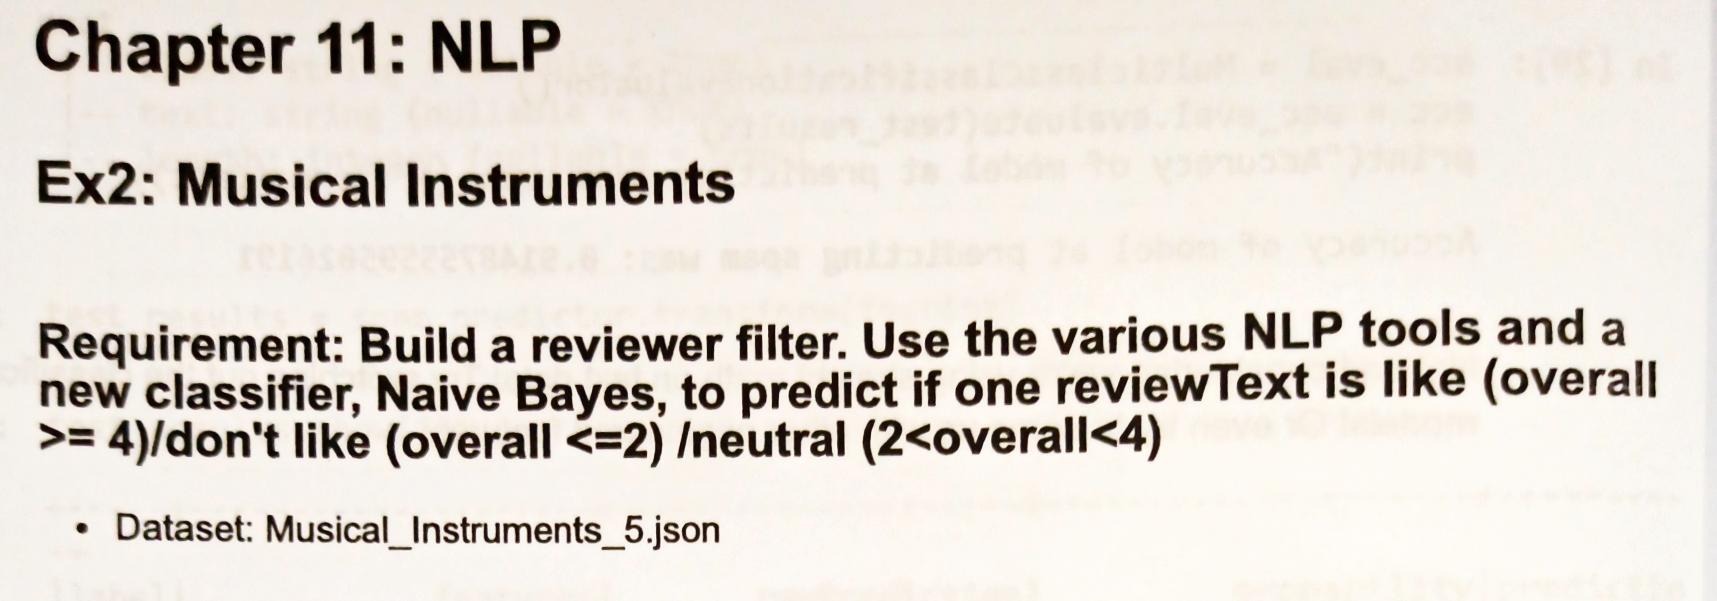 Chapter 11: NLP
Ex2: Musical Instruments
Requirement: Build a reviewer filter. Use the various NLP tools and a
new classifier, Naive Bayes, to predict if one reviewText is like (overall
>= 4)/don't like (overall <=2) /neutral (2<overall<4)
• Dataset: Musical_Instruments_5.json